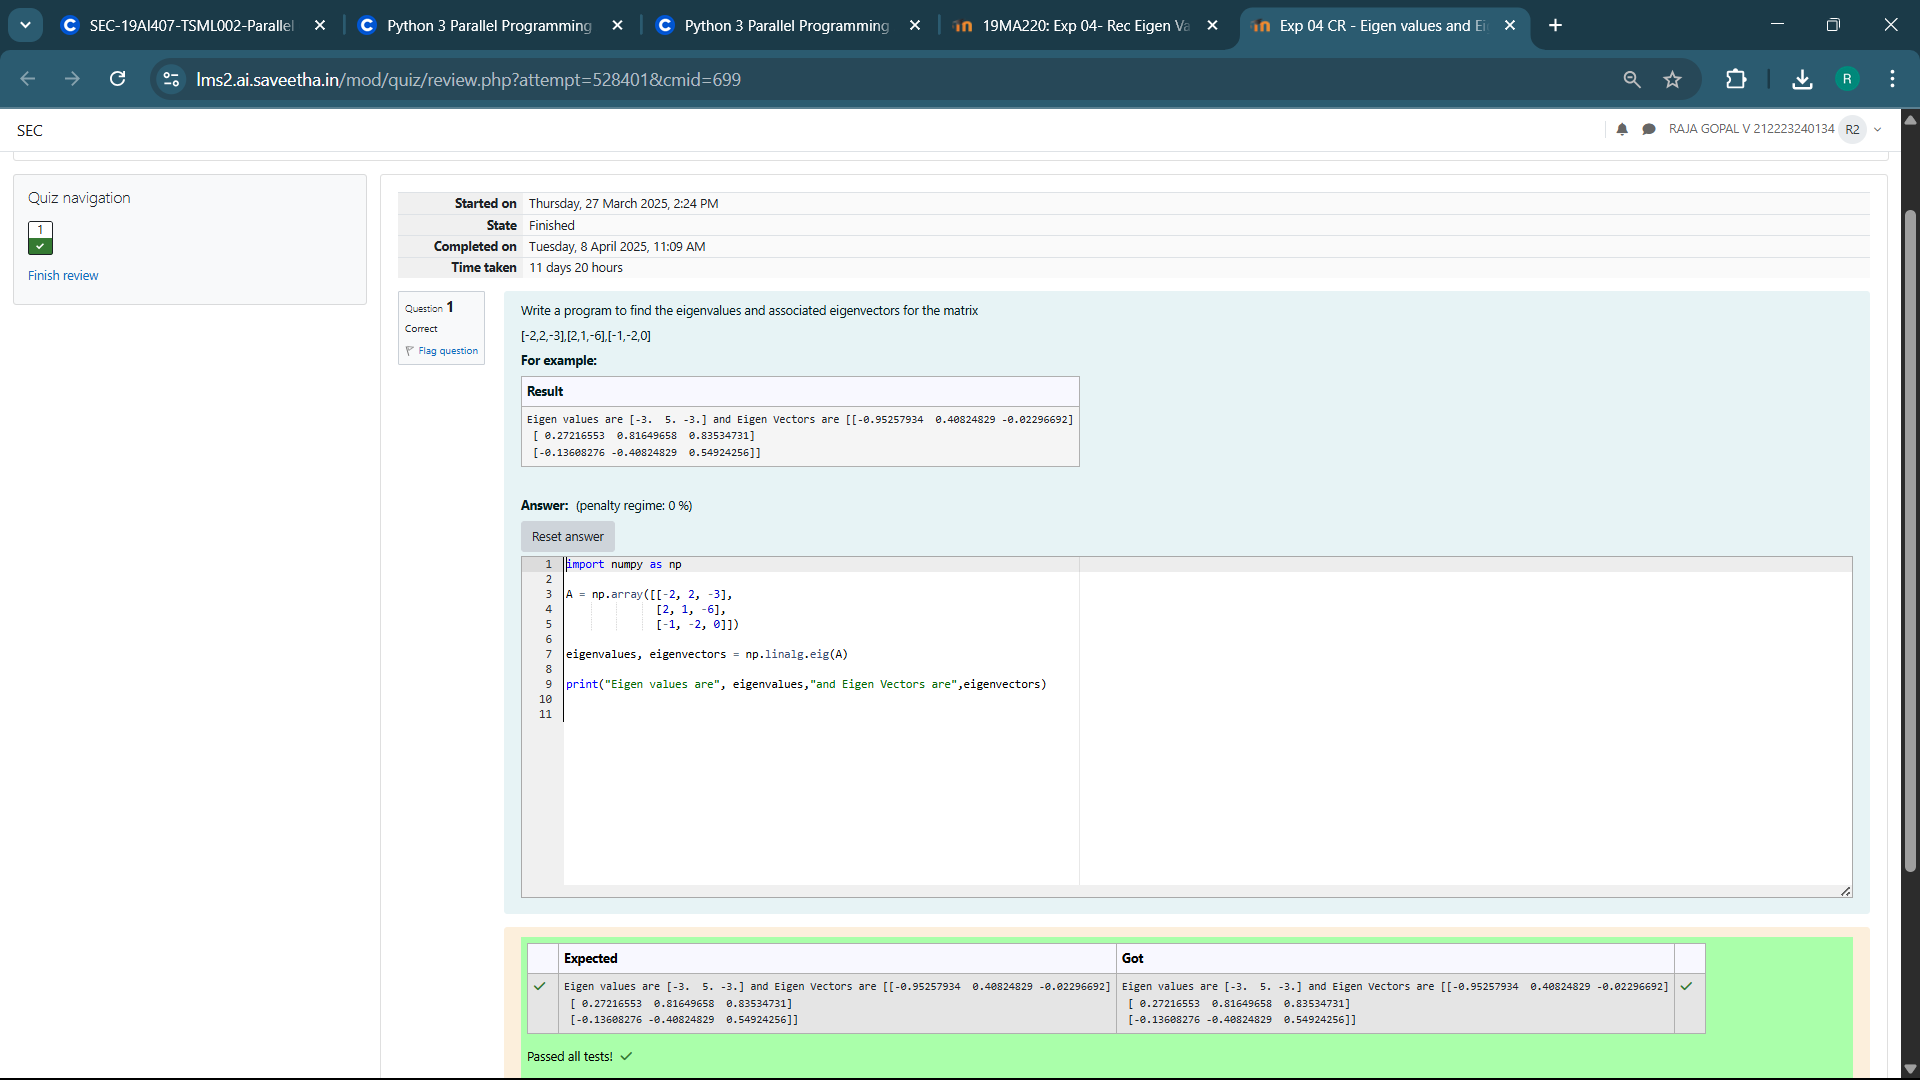 SEC-19AI407-TSML002-Parallel
Python 3 Parallel Programming
Python 3 Parallel Programming
19MA220: Exp 04- Rec Eigen Va
Exp 04 CR - Eigen values and Ei
lms2.ai.saveetha.in/mod/quiz/review.php?attempt=528401&cmid=699
R
SEC
RAJA GOPAL V 212223240134 R2
Quiz navigation
1
Finish review
Started on Thursday, 27 March 2025, 2:24 PM
State Finished
Completed on Tuesday, 8 April 2025, 11:09 AM
Time taken 11 days 20 hours
Question 1
Correct
Flag question
Write a program to find the eigenvalues and associated eigenvectors for the matrix
[-2,2,-3],[2,1,-6],[-1,-2,0]
For example:
Result
Eigen values are [-3.  5. -3.] and Eigen Vectors are [[-0.95257934  0.40824829 -0.02296692]
[ 0.27216553  0.81649658  0.83534731]
[-0.13608276 -0.40824829  0.54924256]]
Answer: (penalty regime: 0 %)
Reset answer
1 import numpy as np
2
3 A = np.array([[-2, 2, -3],
4 [2, 1, -6],
5 [-1, -2, 0]])
6
7 eigenvalues, eigenvectors = np.linalg.eig(A)
8
9 print("Eigen values are", eigenvalues,"and Eigen Vectors are",eigenvectors)
10
11
Expected Got
Eigen values are [-3.  5. -3.] and Eigen Vectors are [[-0.95257934  0.40824829 -0.02296692] Eigen values are [-3.  5. -3.] and Eigen Vectors are [[-0.95257934  0.40824829 -0.02296692]
[ 0.27216553  0.81649658  0.83534731] [ 0.27216553  0.81649658  0.83534731]
[-0.13608276 -0.40824829  0.54924256]] [-0.13608276 -0.40824829  0.54924256]]
Passed all tests!